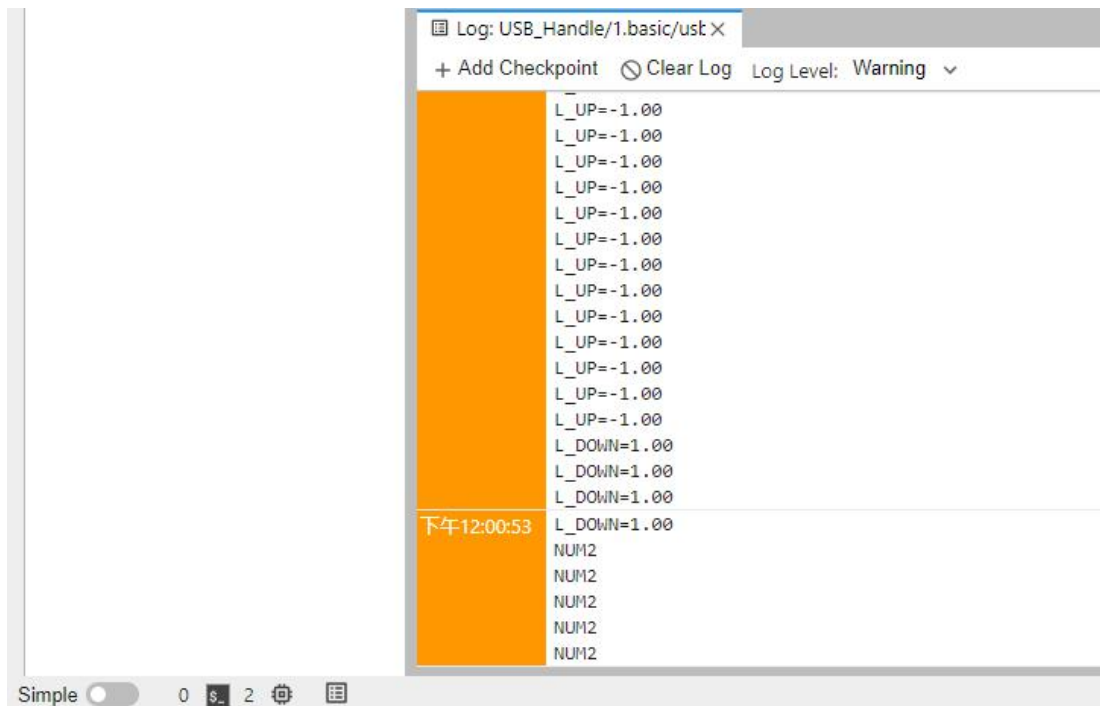 Log: USB_Handle/1.basic/usb
+ Add Checkpoint Clear Log Log Level: Warning
L_UP=-1.00
L_UP=-1.00
L_UP=-1.00
L_UP=-1.00
L_UP=-1.00
L_UP=-1.00
L_UP=-1.00
L_UP=-1.00
L_UP=-1.00
L_UP=-1.00
L_UP=-1.00
L_UP=-1.00
L_UP=-1.00
L_DOWN=1.00
L_DOWN=1.00
L_DOWN=1.00
下午12:00:53 L_DOWN=1.00
NUM2
NUM2
NUM2
NUM2
NUM2
Simple 0 $_ 2